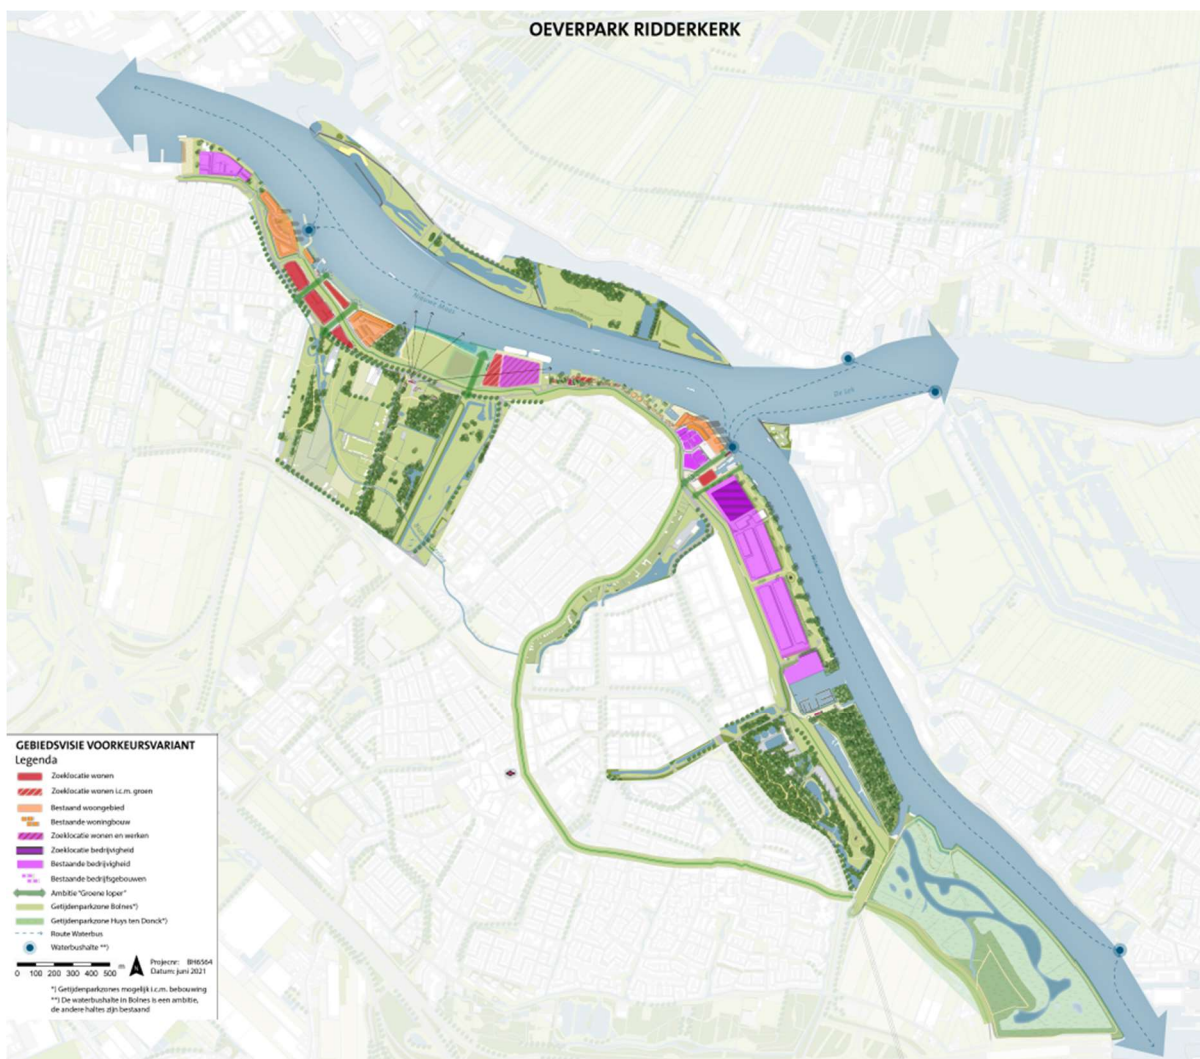 OEVERPARK RIDDERKERK
Nieuwe Maas
De Lek
GEBIEDSVISIE VOORKEURSVARIANT
Legenda
Zoeklocatie wonen
Zoeklocatie wonen i.c.m. groen
Bestaand woongebied
Bestaande woningbouw
Zoeklocatie wonen en werken
Zoeklocatie bedrijvigheid
Bestaande bedrijvigheid
Bestaande bedrijfsgebouwen
Ambitie "Groene loper"
Getijdenparkzone Bolnes*)
Getijdenparkzone Huys ten Donck*)
Route Waterbus
Waterbushalte **)
0 100 200 300 400 500 m
N
Projecnr: BH6564
Datum: juni 2021
*) Getijdenparkzones mogelijk i.c.m. bebouwing
**) De waterbushalte in Bolnes is een ambitie,
de andere haltes zijn bestaand